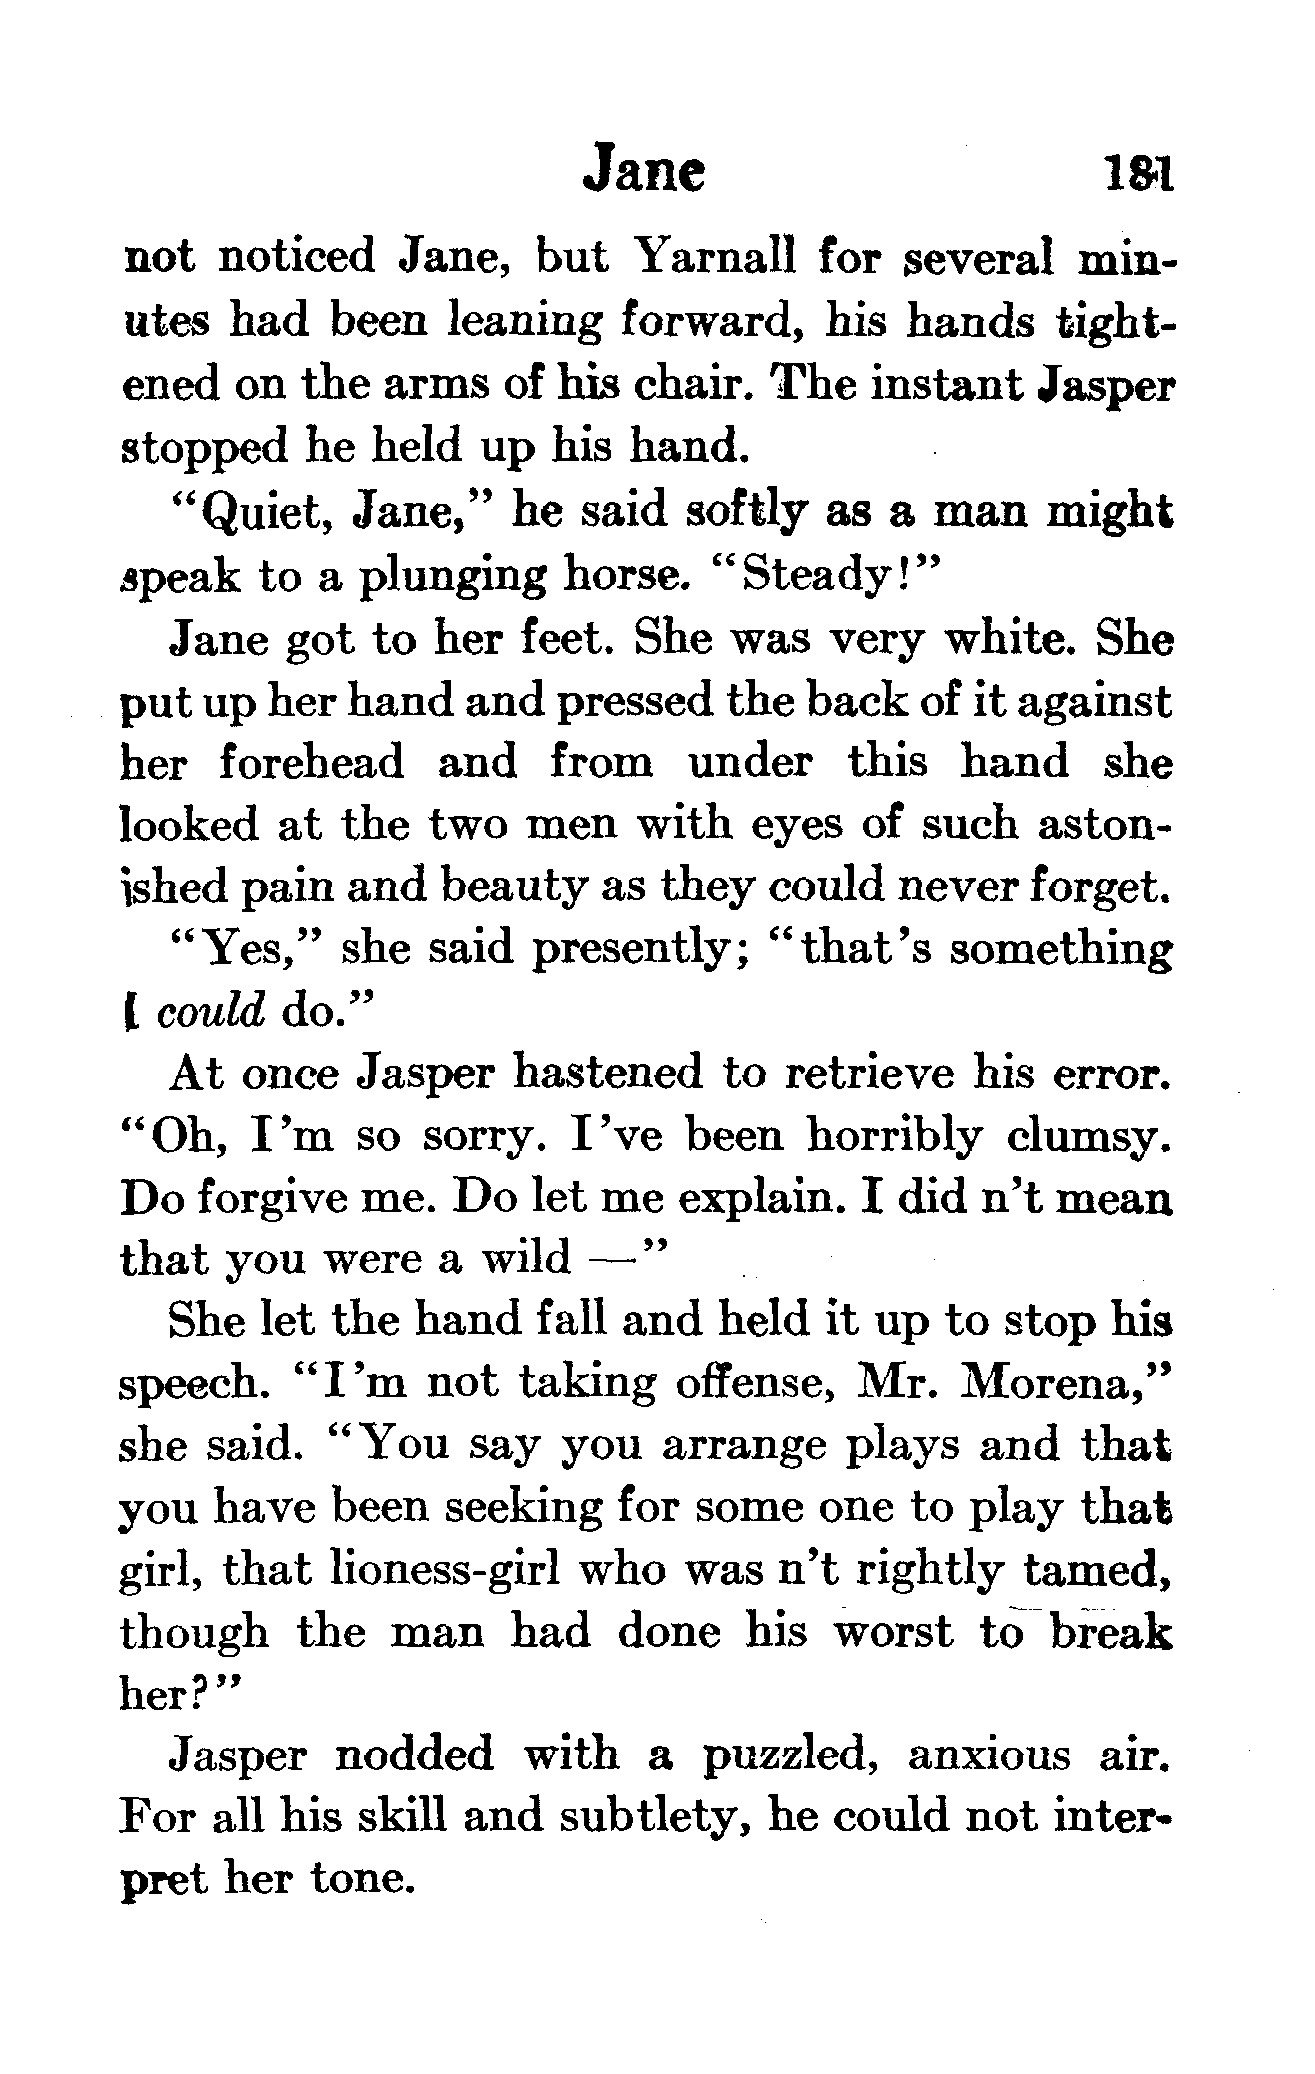 Jane 181
not noticed Jane, but Yarnall for several min-
utes had been leaning forward, his hands tight-
ened on the arms of his chair. The instant Jasper
stopped he held up his hand.
"Quiet, Jane," he said softly as a man might
speak to a plunging horse. "Steady!"
Jane got to her feet. She was very white. She
put up her hand and pressed the back of it against
her forehead and from under this hand she
looked at the two men with eyes of such aston-
ished pain and beauty as they could never forget.
"Yes," she said presently; "that's something
I could do."
At once Jasper hastened to retrieve his error.
"Oh, I'm so sorry. I've been horribly clumsy.
Do forgive me. Do let me explain. I did n't mean
that you were a wild —"
She let the hand fall and held it up to stop his
speech. "I'm not taking offense, Mr. Morena,"
she said. "You say you arrange plays and that
you have been seeking for some one to play that
girl, that lioness-girl who was n't rightly tamed,
though the man had done his worst to break
her?"
Jasper nodded with a puzzled, anxious air.
For all his skill and subtlety, he could not inter-
pret her tone.